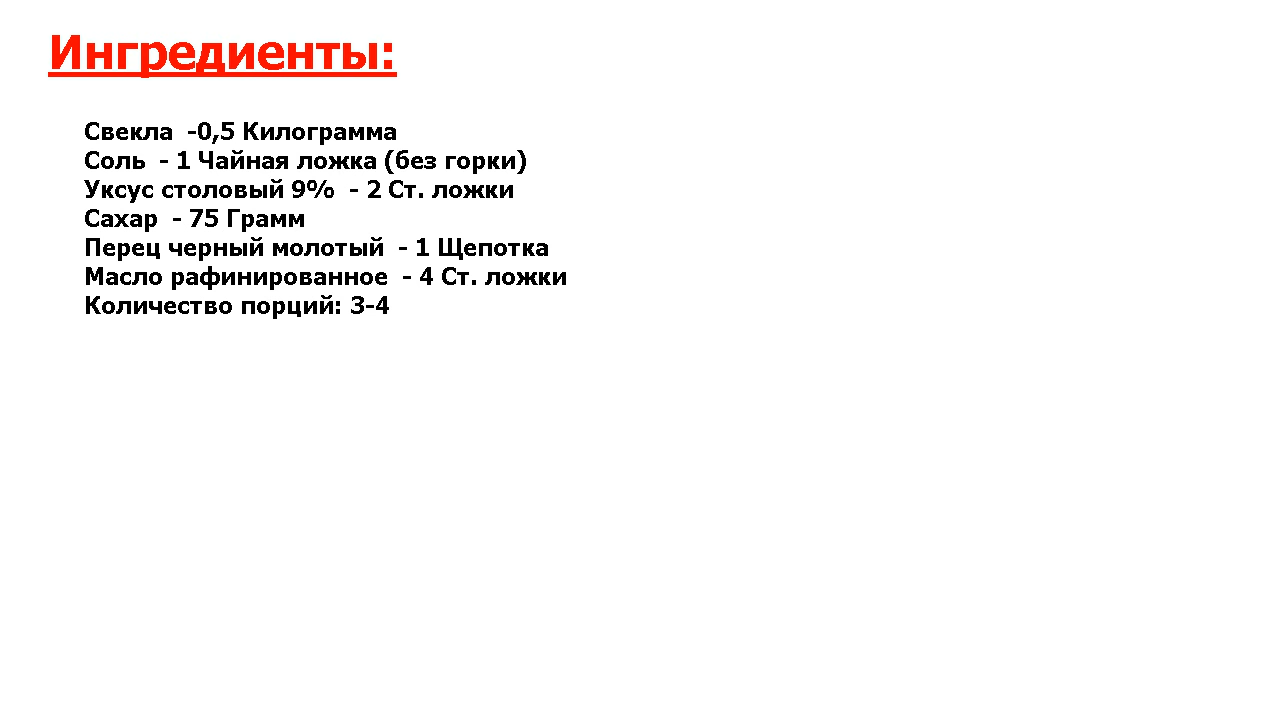 Ингредиенты:
Свекла  -0,5 Килограмма
Соль  - 1 Чайная ложка (без горки)
Уксус столовый 9%  - 2 Ст. ложки
Сахар  - 75 Грамм
Перец черный молотый  - 1 Щепотка
Масло рафинированное  - 4 Ст. ложки
Количество порций: 3-4